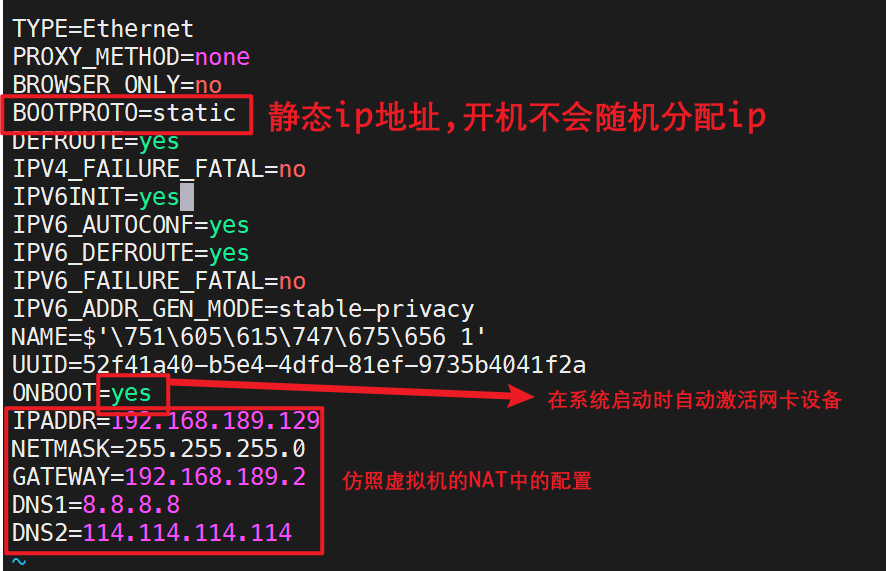 TYPE=Ethernet
PROXY_METHOD=none
BROWSER_ONLY=no
BOOTPROTO=static
静态ip地址,开机不会随机分配ip
DEFROUTE=yes
IPV4_FAILURE_FATAL=no
IPV6INIT=yes
IPV6_AUTOCONF=yes
IPV6_DEFROUTE=yes
IPV6_FAILURE_FATAL=no
IPV6_ADDR_GEN_MODE=stable-privacy
NAME=$'\751\605\615\747\675\656 1'
UUID=52f41a40-b5e4-4dfd-81ef-9735b4041f2a
ONBOOT=yes
在系统启动时自动激活网卡设备
IPADDR=192.168.189.129
NETMASK=255.255.255.0
GATEWAY=192.168.189.2
仿照虚拟机的NAT中的配置
DNS1=8.8.8.8
DNS2=114.114.114.114
~